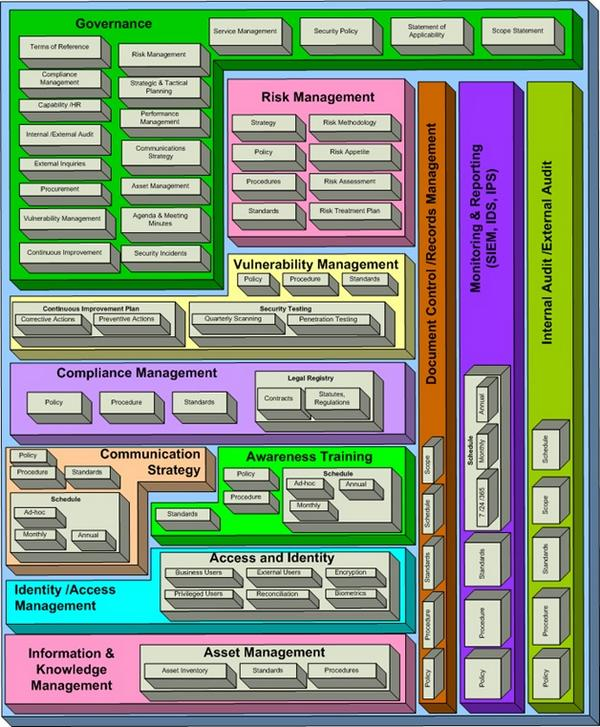 Governance
Service Management
Security Policy
Statement of
Applicability
Scope Statement
Terms of Reference
Risk Management
Compliance
Management
Strategic & Tactical
Planning
Capability /HR
Performance
Management
Internal /External Audit
Communications
Strategy
External Inquiries
Procurement
Asset Management
Vulnerability Management
Agenda & Meeting
Minutes
Continuous Improvement
Security Incidents
Risk Management
Strategy
Risk Methodology
Policy
Risk Appetite
Procedures
Risk Assessment
Standards
Risk Treatment Plan
Vulnerability Management
Policy
Procedure
Standards
Continuous Improvement Plan
Corrective Actions
Preventive Actions
Security Testing
Quarterly Scanning
Penetration Testing
Compliance Management
Policy
Procedure
Standards
Legal Registry
Contracts
Statutes,
Regulations
Communication
Strategy
Policy
Procedure
Standards
Schedule
Ad-hoc
Monthly
Annual
Awareness Training
Policy
Procedure
Standards
Schedule
Ad-hoc
Annual
Monthly
Identity /Access
Management
Access and Identity
Business Users
External Users
Encryption
Privileged Users
Reconciliation
Biometrics
Information &
Knowledge
Management
Asset Management
Asset Inventory
Standards
Procedures
Document Control /Records Management
Scope
Schedule
Standards
Procedure
Policy
Monitoring & Reporting
(SIEM, IDS, IPS)
Schedule
Annual
Monthly
7 /24 /365
Standards
Procedure
Policy
Internal Audit /External Audit
Schedule
Scope
Standards
Procedure
Policy